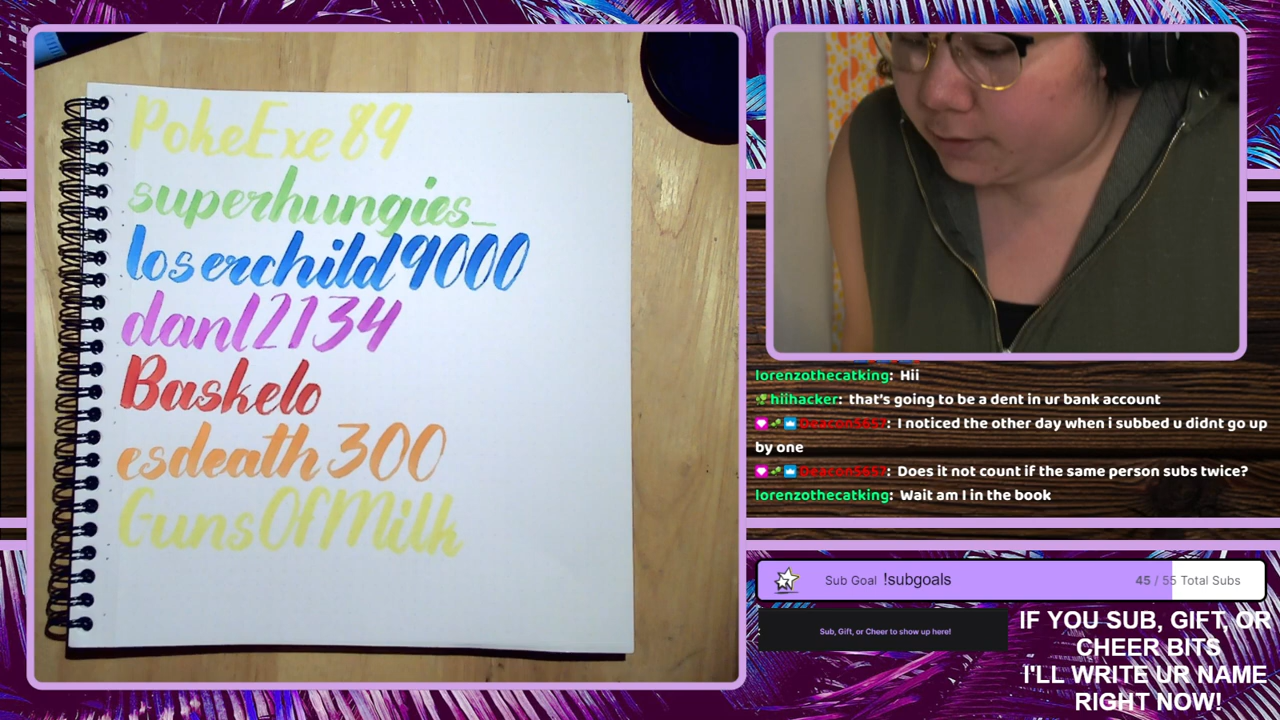 PokeExe89
superhungies_
loserchild9000
danl2134
Baskelo
esdeath300
GunsOfMilk
lorenzothecatking: Hii
hiihacker: that's going to be a dent in ur bank account
Deacon5657: I noticed the other day when i subbed u didnt go up
by one
Deacon5657: Does it not count if the same person subs twice?
lorenzothecatking: Wait am I in the book
Sub Goal !subgoals 45 / 55 Total Subs
Sub, Gift, or Cheer to show up here!
IF YOU SUB, GIFT, OR
CHEER BITS
I'LL WRITE UR NAME
RIGHT NOW!